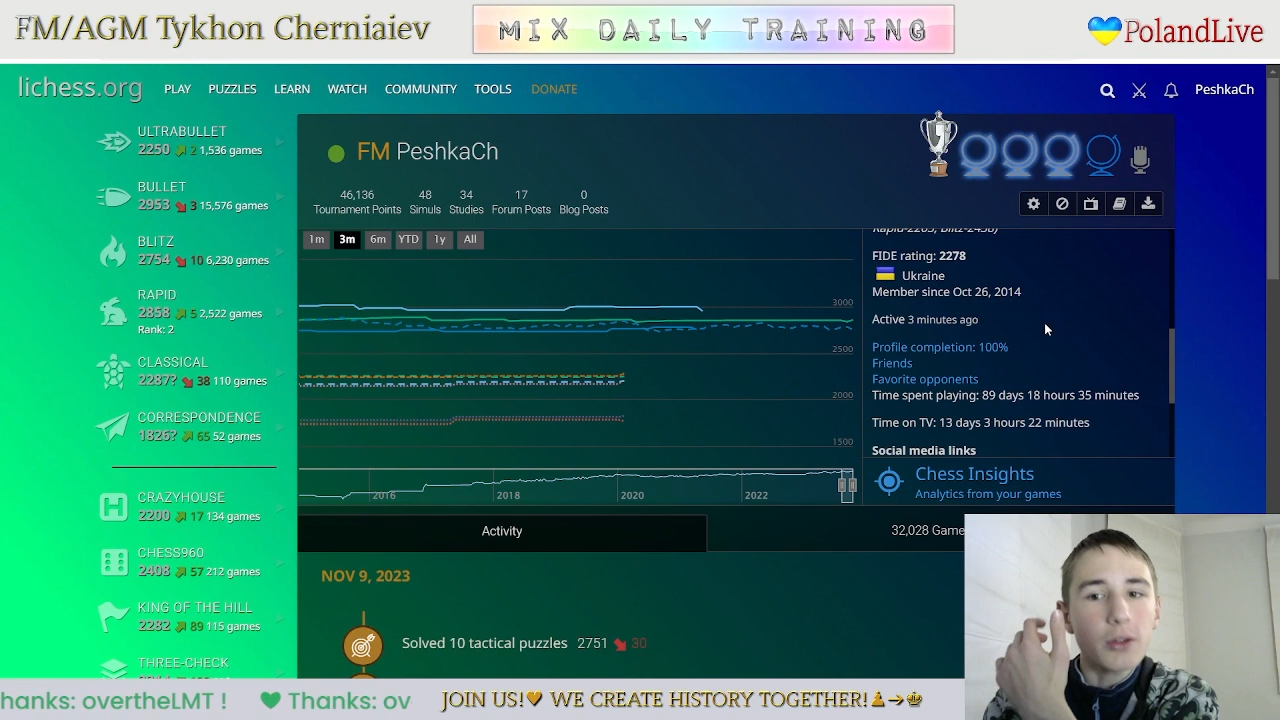 FM/AGM Tykhon Cherniaiev
MIX DAILY TRAINING
PolandLive
lichess.org
PLAY PUZZLES LEARN WATCH COMMUNITY TOOLS DONATE
PeshkaCh
ULTRABULLET
2250 2 1,536 games
BULLET
2953 3 15,576 games
BLITZ
2754 10 6,230 games
RAPID
2858 5 2,522 games
Rank: 2
CLASSICAL
2287? 38 110 games
CORRESPONDENCE
1826? 65 52 games
CRAZYHOUSE
2200 17 134 games
CHESS960
2408 57 212 games
KING OF THE HILL
2282 89 115 games
THREE-CHECK
FM PeshkaCh
46,136 48 34 17 0
Tournament Points Simuls Studies Forum Posts Blog Posts
1m 3m 6m YTD 1y All
3000
2500
2000
1500
2016 2018 2020 2022
FIDE rating: 2278
Ukraine
Member since Oct 26, 2014
Active 3 minutes ago
Profile completion: 100%
Friends
Favorite opponents
Time spent playing: 89 days 18 hours 35 minutes
Time on TV: 13 days 3 hours 22 minutes
Social media links
Chess Insights
Analytics from your games
Activity
32,028 Game
NOV 9, 2023
Solved 10 tactical puzzles 2751 30
hanks: overtheLMT ! ♥ Thanks: ov
JOIN US!♥ WE CREATE HISTORY TOGETHER!♟→♚